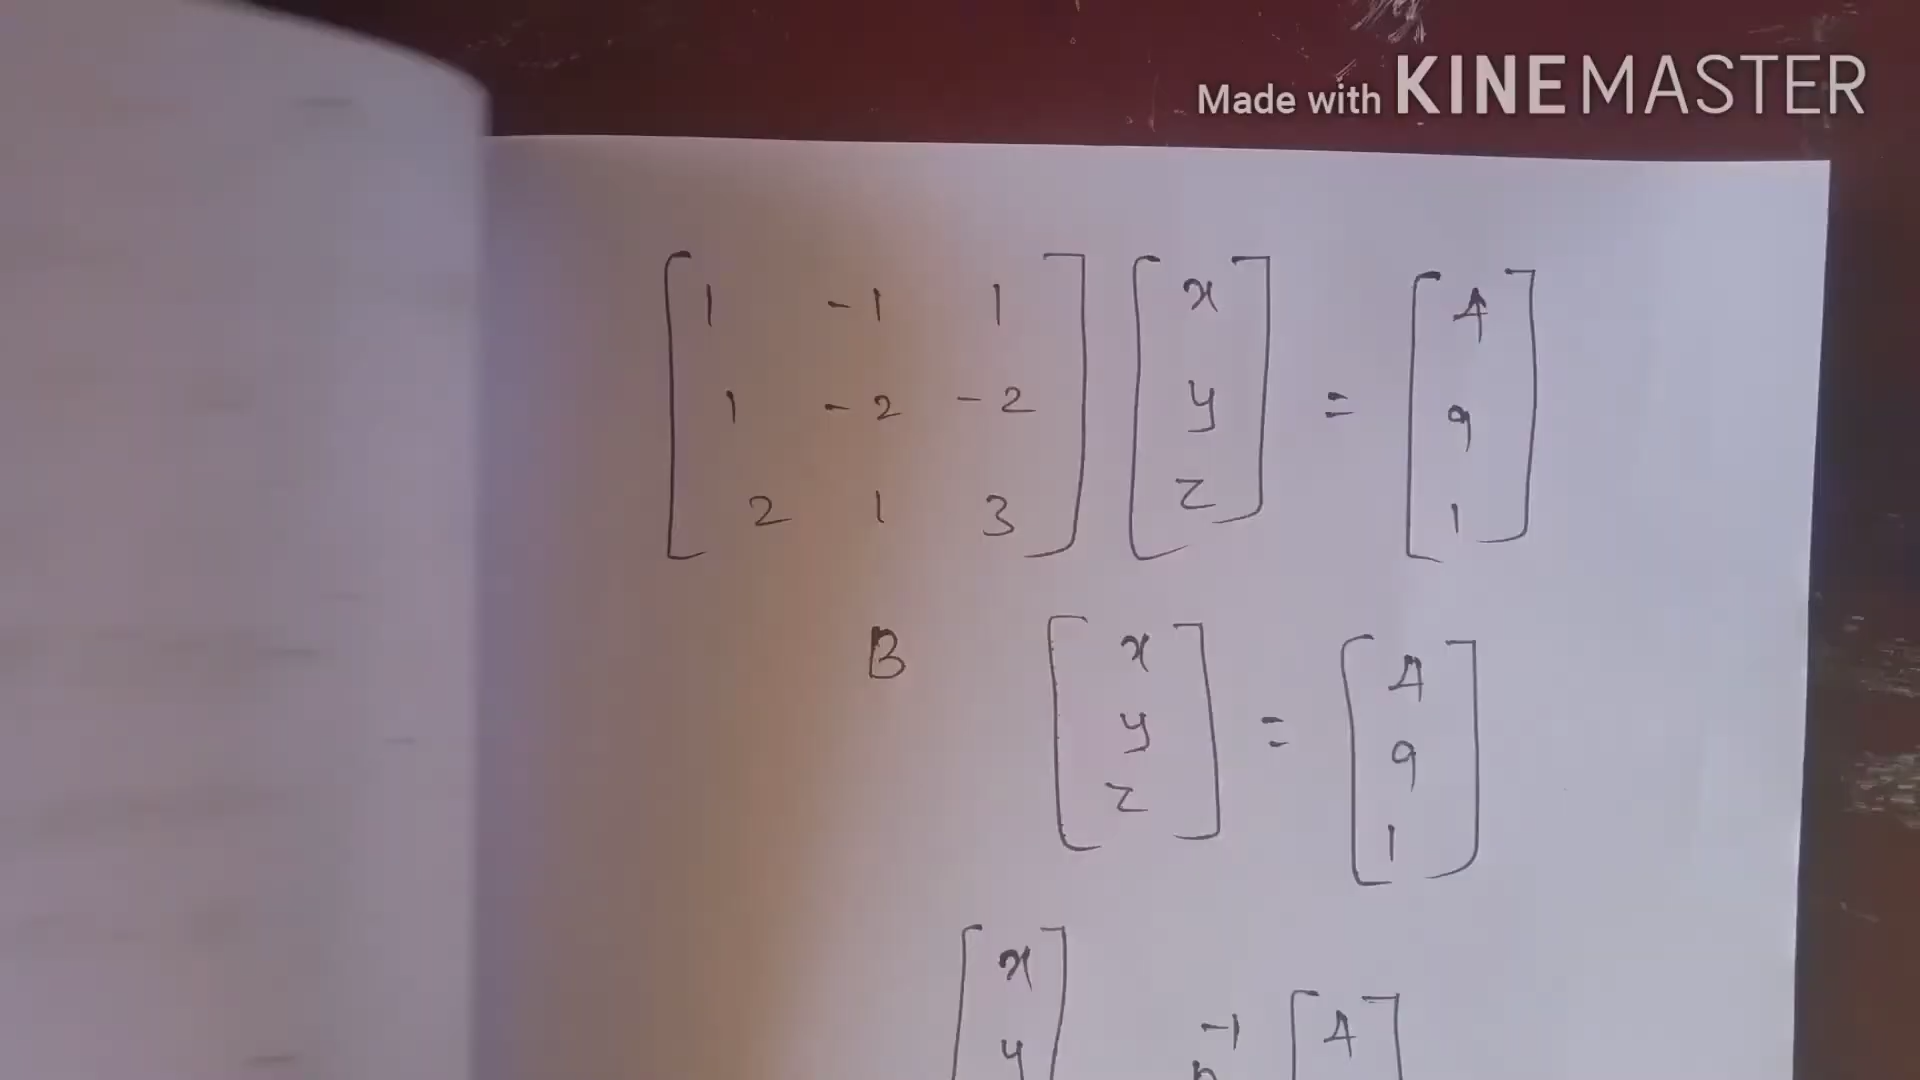 Made with KINEMASTER
[1 -1 1] [x] = [4]
[1 -2 -2] [y] [9]
[2 1 3] [z] [1]
B [x] = [4]
[y] [9]
[z] [1]
[x]
[y] -1 [4]